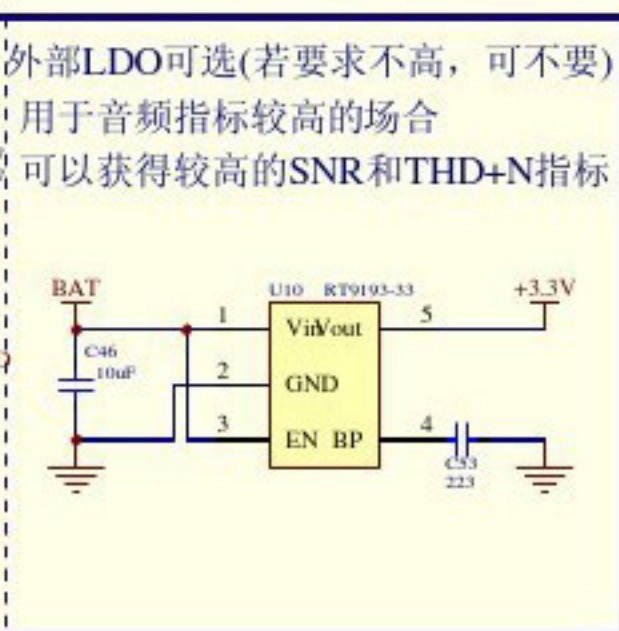 外部LDO可选(若要求不高，可不要)
用于音频指标较高的场合
可以获得较高的SNR和THD+N指标
BAT
U10 RT9193-33
+3.3V
1
Vin Vout
5
C46
10uF
2
GND
3
EN BP
4
C53
223